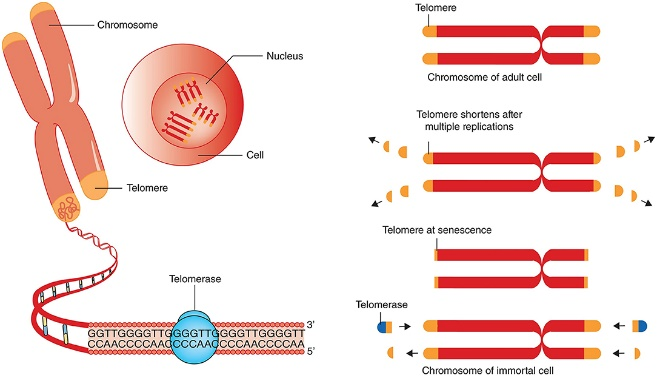 Chromosome
Nucleus
Cell
Telomere
Telomerase
GGTTGGGGTTGGGGTTGGGGTTGGGGTT
CCAACCCCAACCCCAACCCCAACCCCAA
3'
5'
Telomere
Chromosome of adult cell
Telomere shortens after
multiple replications
Telomere at senescence
Telomerase
Chromosome of immortal cell